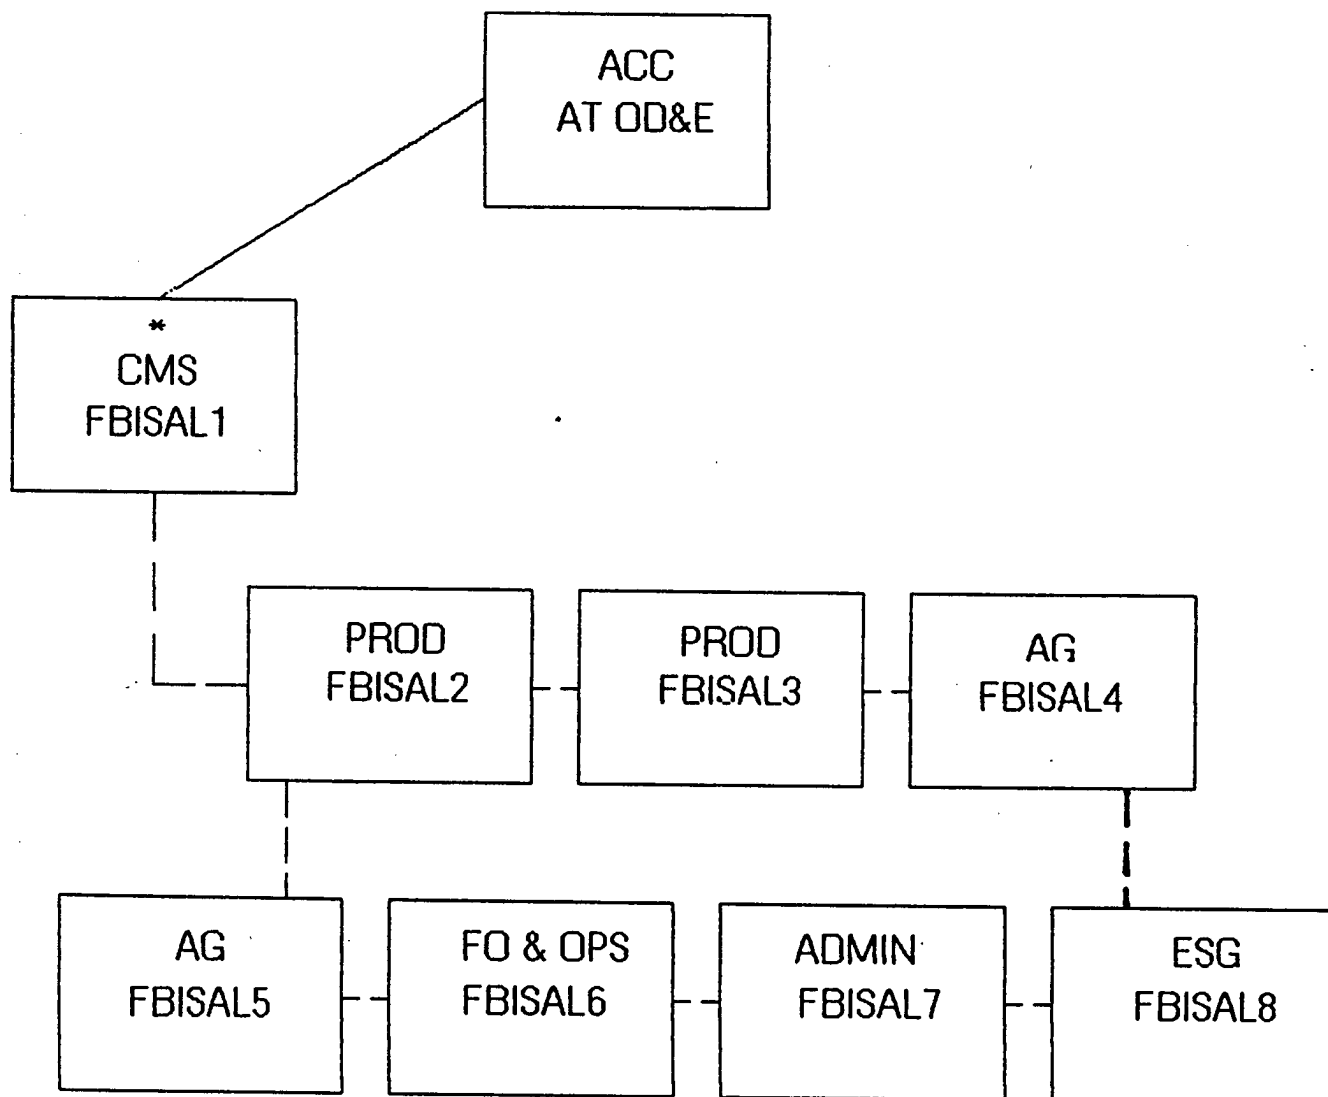 ACC
AT OD&E
*
CMS
FBISAL1
PROD
FBISAL2
PROD
FBISAL3
AG
FBISAL4
AG
FBISAL5
FO & OPS
FBISAL6
ADMIN
FBISAL7
ESG
FBISAL8